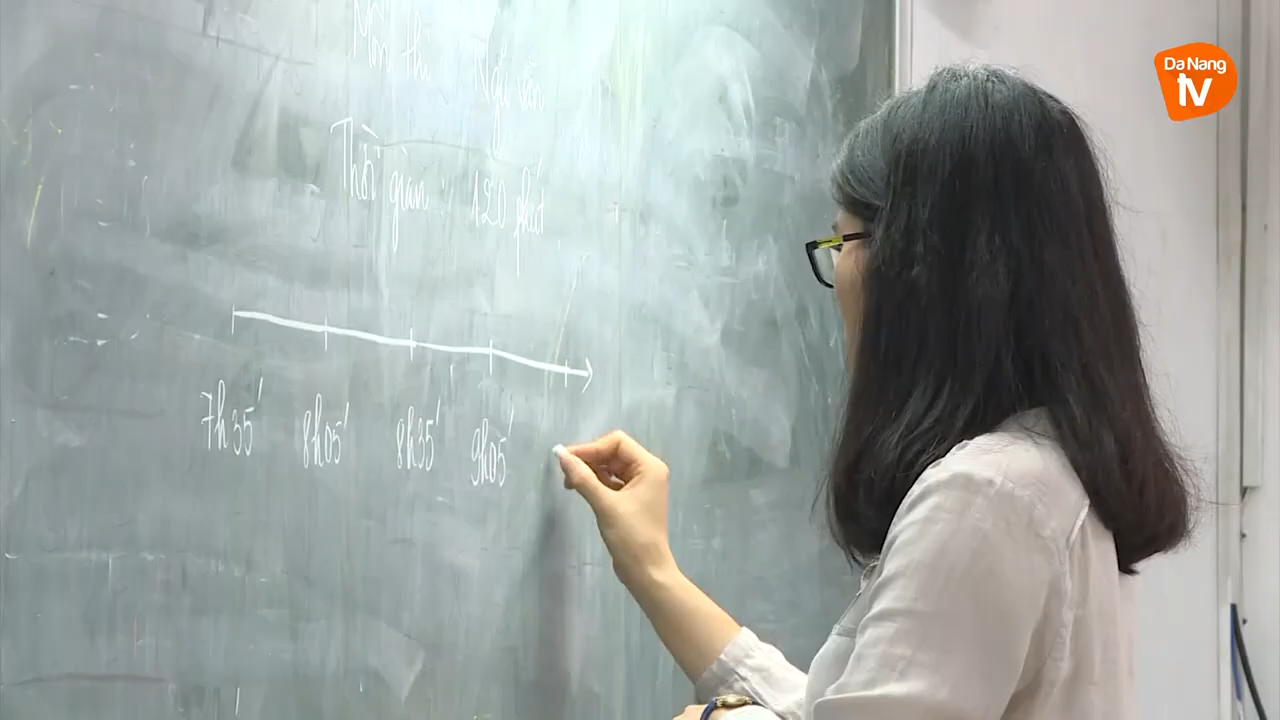 Môn thi Ngữ văn
Thời gian : 120 phút
7h35' 8h05' 8h35' 9h05'
Da Nang
tv